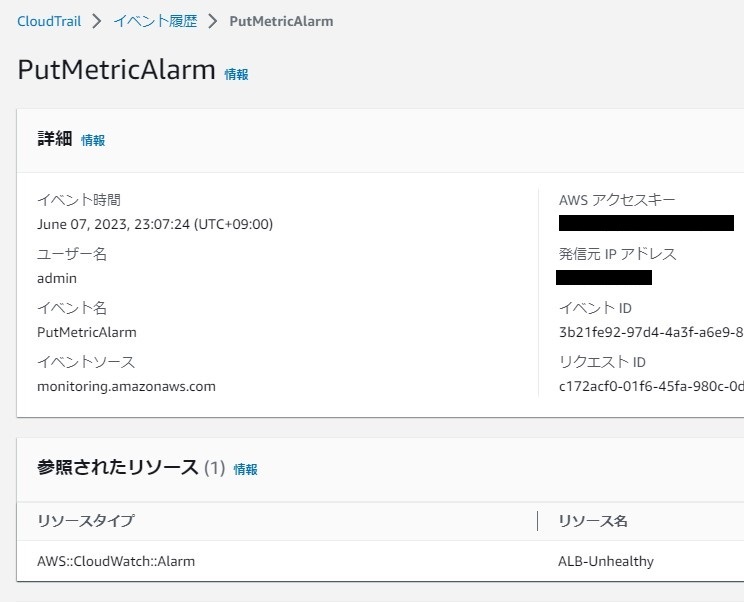 CloudTrail > イベント履歴 > PutMetricAlarm
PutMetricAlarm 情報
詳細 情報
イベント時間
June 07, 2023, 23:07:24 (UTC+09:00)
ユーザー名
admin
イベント名
PutMetricAlarm
イベントソース
monitoring.amazonaws.com
AWS アクセスキー
発信元 IP アドレス
イベント ID
3b21fe92-97d4-4a3f-a6e9-8
リクエスト ID
c172acf0-01f6-45fa-980c-0d
参照されたリソース (1) 情報
リソースタイプ
リソース名
AWS::CloudWatch::Alarm
ALB-Unhealthy